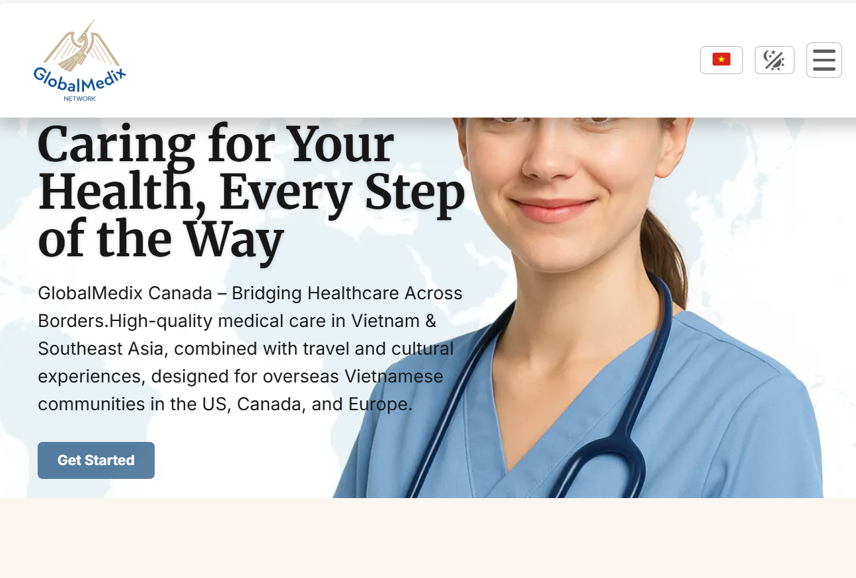 GlobalMedix
NETWORK
Caring for Your
Health, Every Step
of the Way
GlobalMedix Canada – Bridging Healthcare Across
Borders.High-quality medical care in Vietnam &
Southeast Asia, combined with travel and cultural
experiences, designed for overseas Vietnamese
communities in the US, Canada, and Europe.
Get Started